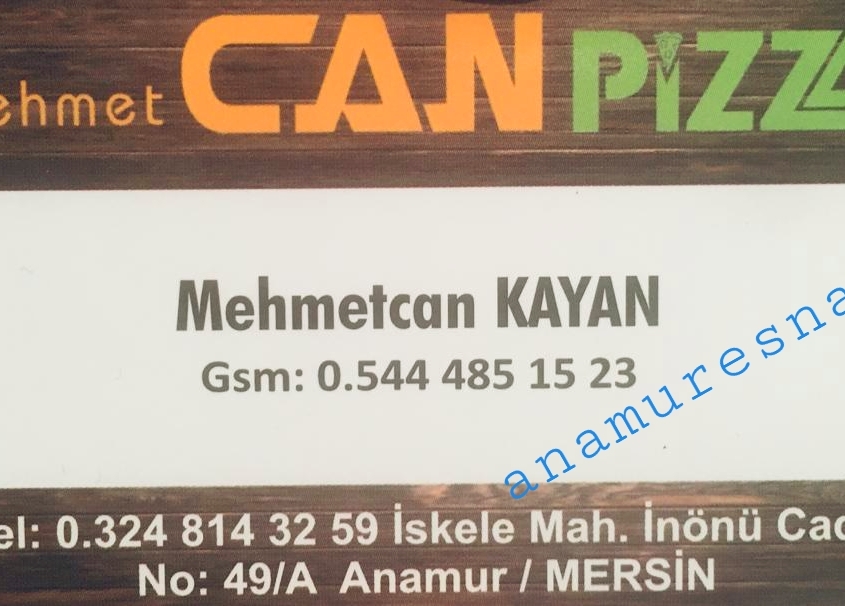 ehmet CAN PiZZA
Mehmetcan KAYAN
Gsm: 0.544 485 15 23
anamuresna
el: 0.324 814 32 59 İskele Mah. İnönü Cad
No: 49/A Anamur / MERSİN